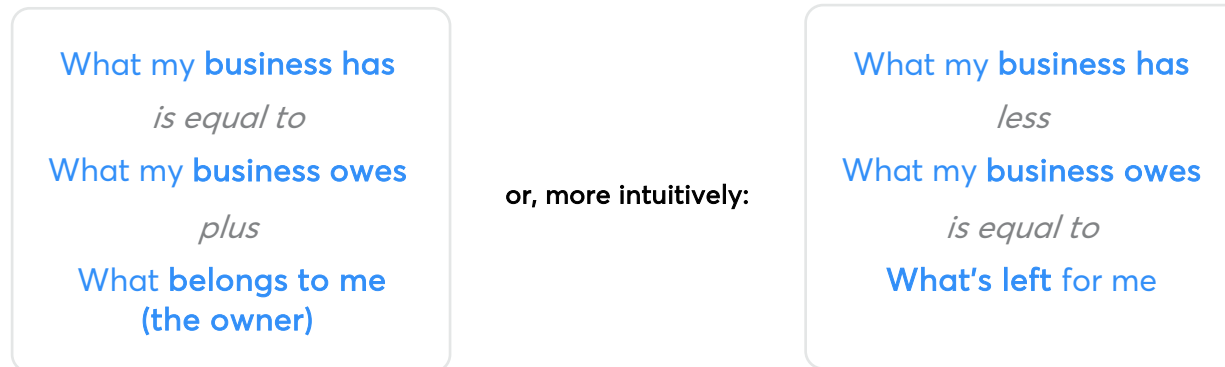 What my business has
is equal to
What my business owes
plus
What belongs to me
(the owner)
or, more intuitively:
What my business has
less
What my business owes
is equal to
What's left for me